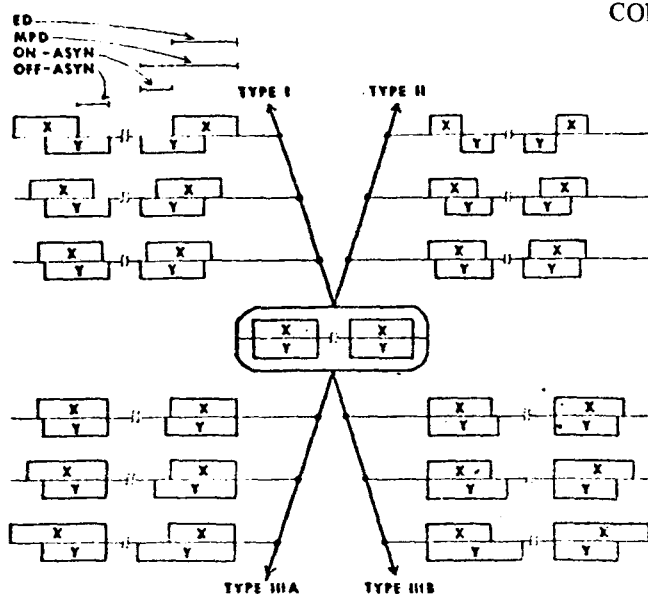 COI
ED
MPD
ON-ASYN
OFF-ASYN
TYPE I TYPE II
X X X X
Y Y Y Y
X X X X
Y Y Y Y
X X X X
Y Y Y Y
X X
Y Y
X X X X
Y Y Y Y
X X X X
Y Y Y Y
X X X X
Y Y Y Y
TYPE IIIA TYPE IIIB